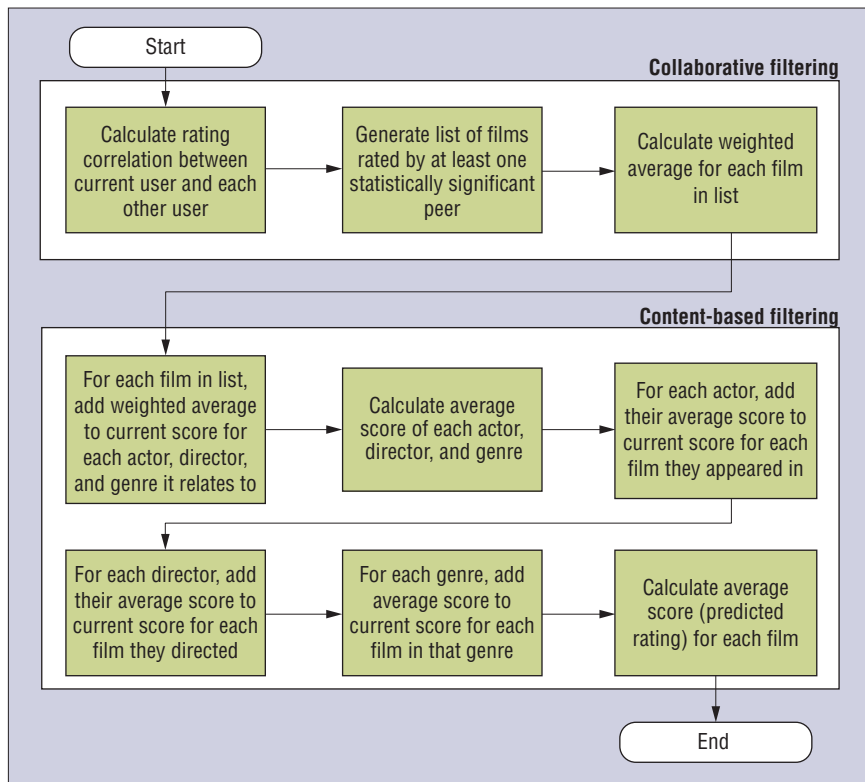 Start
Collaborative filtering
Calculate rating
correlation between
current user and each
other user
Generate list of films
rated by at least one
statistically significant
peer
Calculate weighted
average for each film
in list
Content-based filtering
For each film in list,
add weighted average
to current score for
each actor, director,
and genre it relates to
Calculate average
score of each actor,
director, and genre
For each actor, add
their average score to
current score for each
film they appeared in
For each director, add
their average score to
current score for each
film they directed
For each genre, add
average score to
current score for each
film in that genre
Calculate average
score (predicted
rating) for each film
End